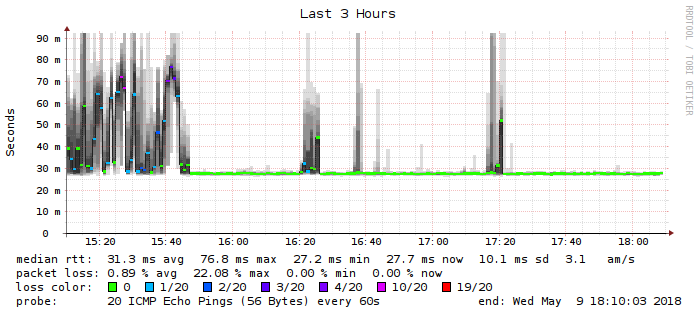 Last 3 Hours
RRDTOOL / TOBI OETIKER
Seconds
90 m
80 m
70 m
60 m
50 m
40 m
30 m
20 m
10 m
0
15:20 15:40 16:00 16:20 16:40 17:00 17:20 17:40 18:00
median rtt: 31.3 ms avg 76.8 ms max 27.2 ms min 27.7 ms now 10.1 ms sd 3.1 am/s
packet loss: 0.89 % avg 22.08 % max 0.00 % min 0.00 % now
loss color: 0 1/20 2/20 3/20 4/20 10/20 19/20
probe: 20 ICMP Echo Pings (56 Bytes) every 60s end: Wed May 9 18:10:03 2018